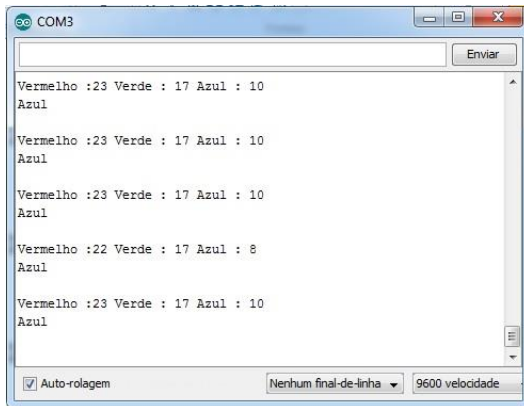 COM3
Enviar
Vermelho :23 Verde : 17 Azul : 10
Azul
Vermelho :23 Verde : 17 Azul : 10
Azul
Vermelho :23 Verde : 17 Azul : 10
Azul
Vermelho :22 Verde : 17 Azul : 8
Azul
Vermelho :23 Verde : 17 Azul : 10
Azul
Auto-rolagem Nenhum final-de-linha 9600 velocidade